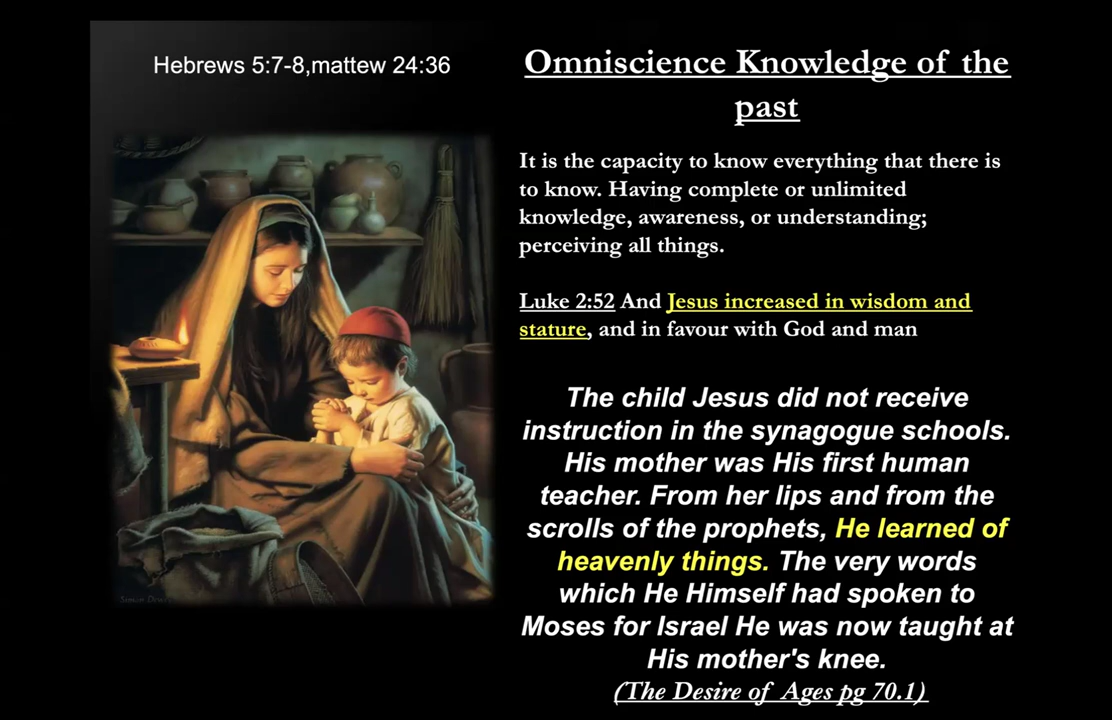 Hebrews 5:7-8,mattew 24:36
Omniscience Knowledge of the
past
It is the capacity to know everything that there is
to know. Having complete or unlimited
knowledge, awareness, or understanding;
perceiving all things.
Luke 2:52 And Jesus increased in wisdom and
stature, and in favour with God and man
The child Jesus did not receive
instruction in the synagogue schools.
His mother was His first human
teacher. From her lips and from the
scrolls of the prophets, He learned of
heavenly things. The very words
which He Himself had spoken to
Moses for Israel He was now taught at
His mother's knee.
(The Desire of Ages pg 70.1)